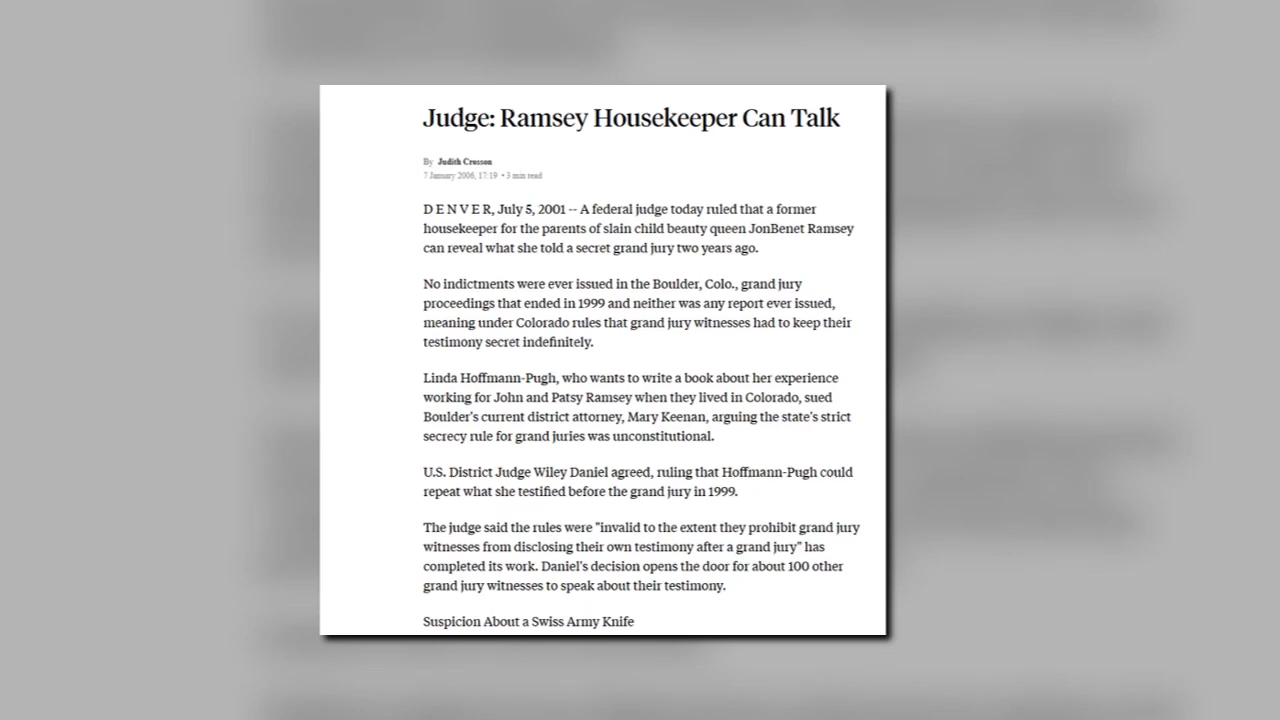 Judge: Ramsey Housekeeper Can Talk
By Judith Crosson
7 January 2006, 17:19 • 3 min read
D E N V E R, July 5, 2001 -- A federal judge today ruled that a former
housekeeper for the parents of slain child beauty queen JonBenet Ramsey
can reveal what she told a secret grand jury two years ago.
No indictments were ever issued in the Boulder, Colo., grand jury
proceedings that ended in 1999 and neither was any report ever issued,
meaning under Colorado rules that grand jury witnesses had to keep their
testimony secret indefinitely.
Linda Hoffmann-Pugh, who wants to write a book about her experience
working for John and Patsy Ramsey when they lived in Colorado, sued
Boulder's current district attorney, Mary Keenan, arguing the state's strict
secrecy rule for grand juries was unconstitutional.
U.S. District Judge Wiley Daniel agreed, ruling that Hoffmann-Pugh could
repeat what she testified before the grand jury in 1999.
The judge said the rules were "invalid to the extent they prohibit grand jury
witnesses from disclosing their own testimony after a grand jury" has
completed its work. Daniel's decision opens the door for about 100 other
grand jury witnesses to speak about their testimony.
Suspicion About a Swiss Army Knife